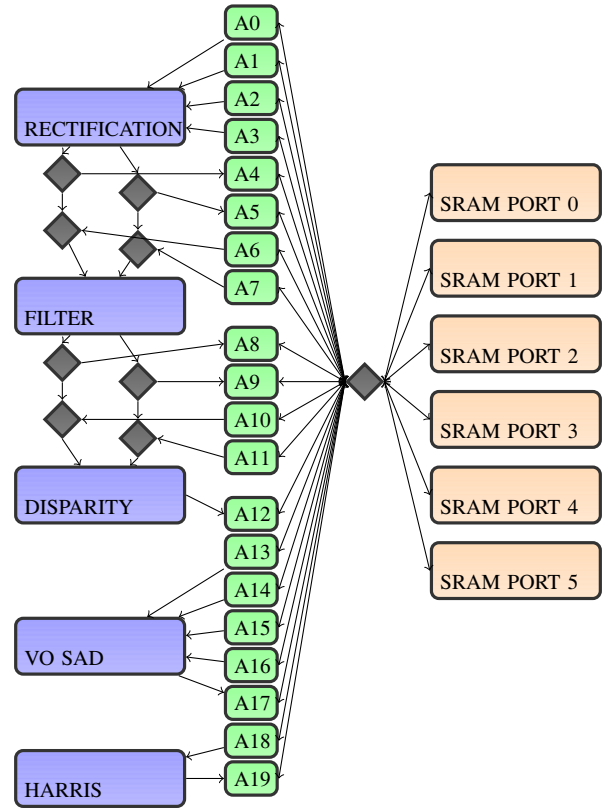 A0
A1
A2
RECTIFICATION
A3
A4
A5
A6
A7
FILTER
A8
A9
A10
A11
DISPARITY
A12
A13
A14
A15
VO SAD
A16
A17
A18
HARRIS
A19
SRAM PORT 0
SRAM PORT 1
SRAM PORT 2
SRAM PORT 3
SRAM PORT 4
SRAM PORT 5